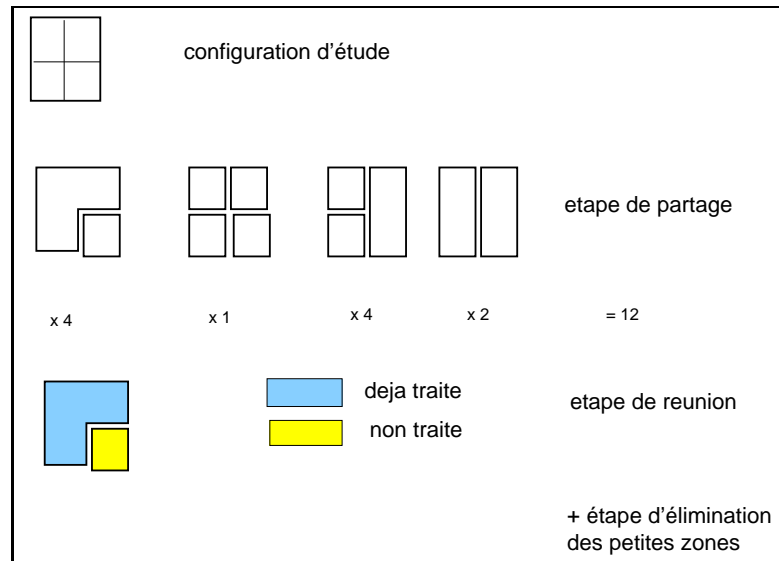 configuration d'étude
etape de partage
x 4 x 1 x 4 x 2 = 12
deja traite
etape de reunion
non traite
+ étape d'élimination
des petites zones